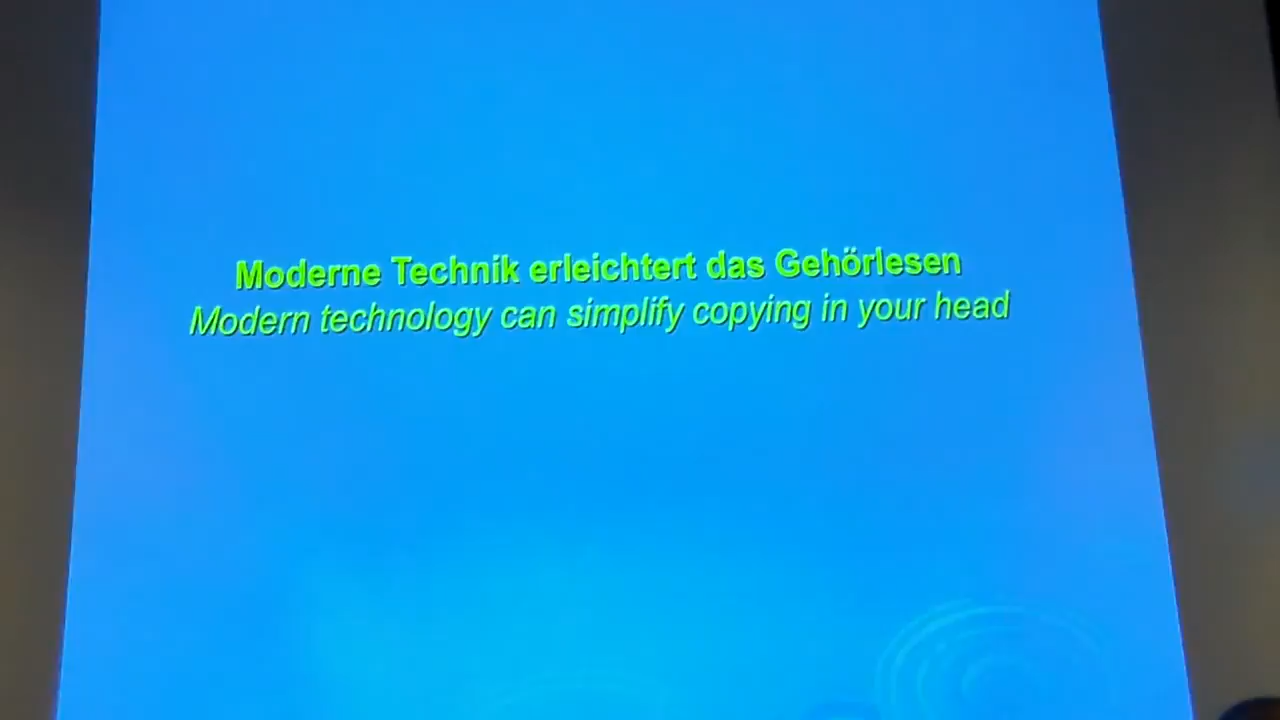 Moderne Technik erleichtert das Gehörlesen
Modern technology can simplify copying in your head